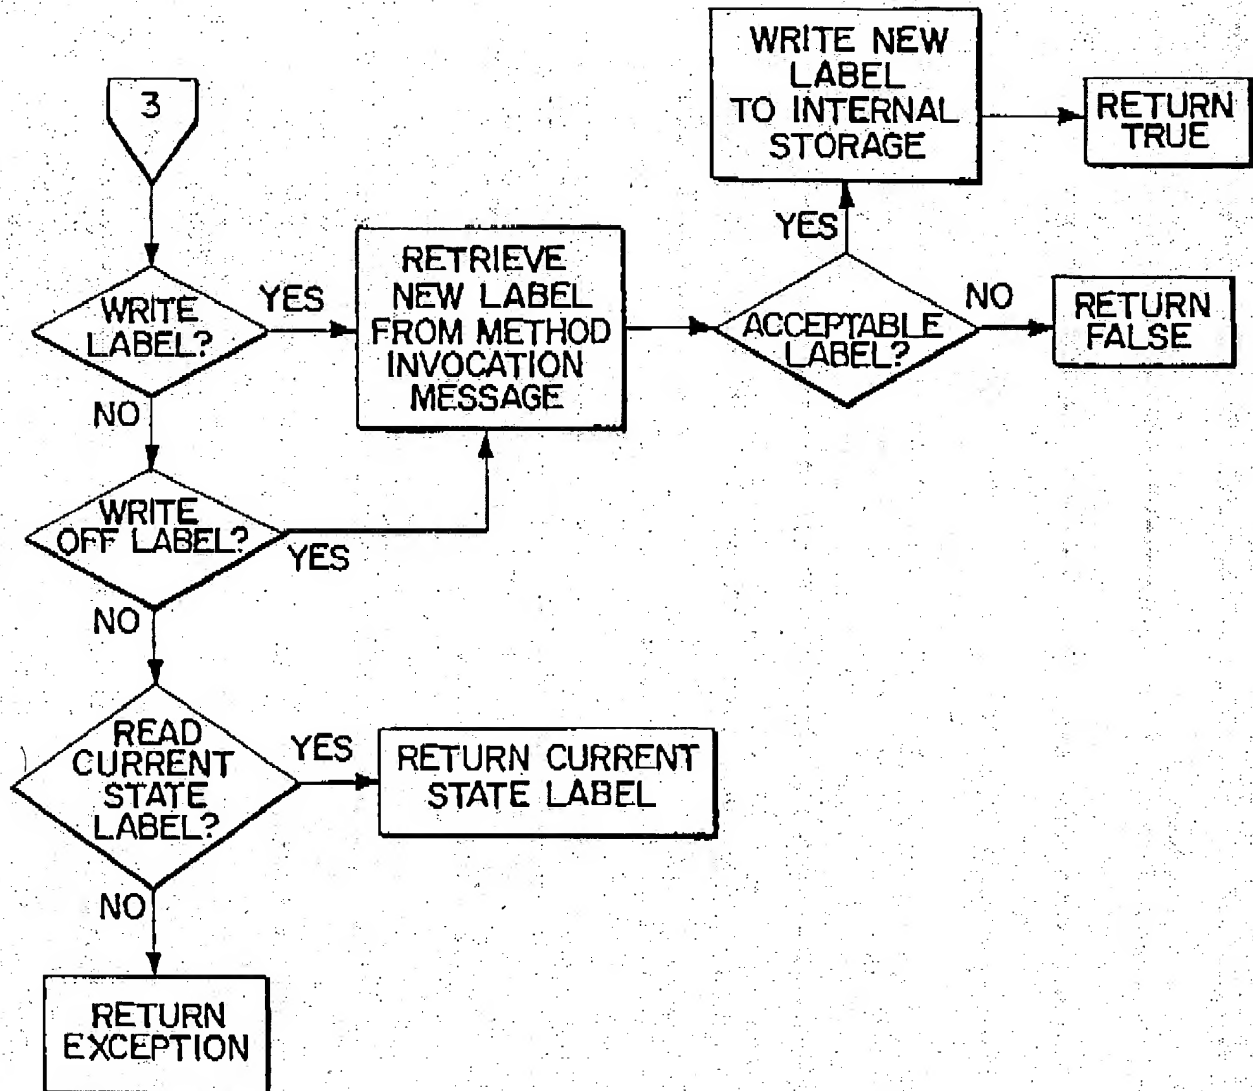 3
WRITE
LABEL?
YES
NO
RETRIEVE
NEW LABEL
FROM METHOD
INVOCATION
MESSAGE
ACCEPTABLE
LABEL?
YES
NO
WRITE NEW
LABEL
TO INTERNAL
STORAGE
RETURN
TRUE
RETURN
FALSE
WRITE
OFF LABEL?
YES
NO
READ
CURRENT
STATE
LABEL?
YES
NO
RETURN CURRENT
STATE LABEL
RETURN
EXCEPTION